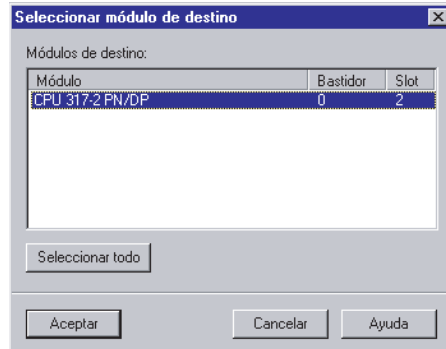 Seleccionar módulo de destino
Módulos de destino:
Módulo Bastidor Slot
CPU 317-2 PN/DP 0 2
Seleccionar todo
Aceptar Cancelar Ayuda